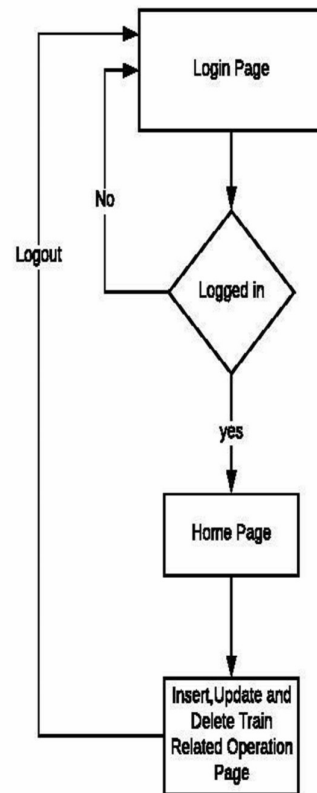 Login Page
No
Logout
Logged in
yes
Home Page
Insert,Update and
Delete Train
Related Operation
Page